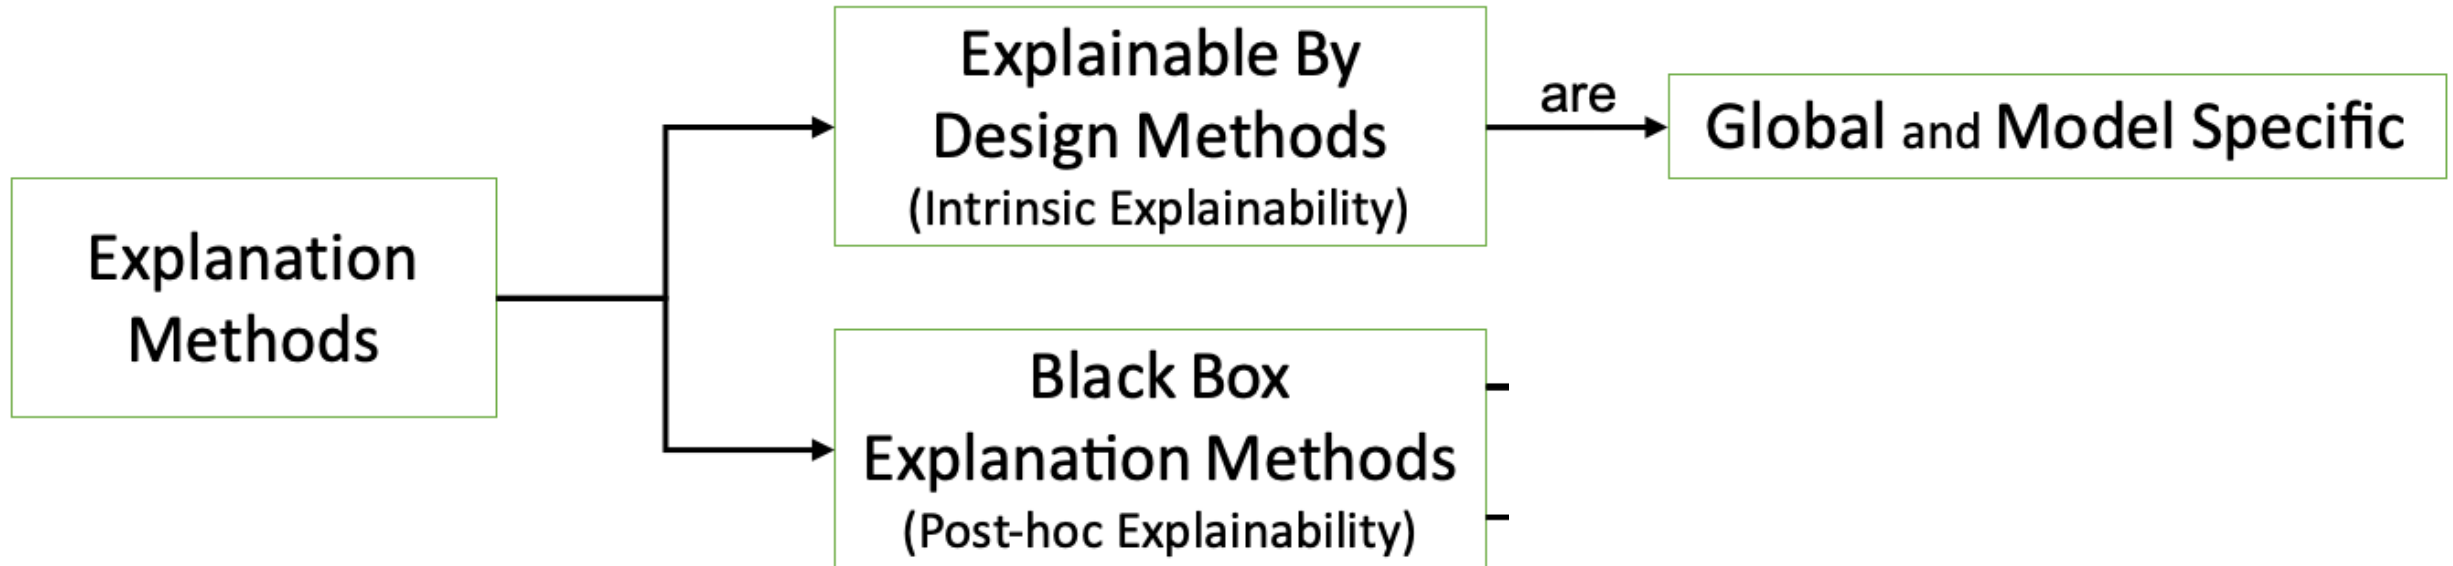 Explanation
Methods
Explainable By
Design Methods
(Intrinsic Explainability)
are
Global and Model Specific
Black Box
Explanation Methods
(Post-hoc Explainability)